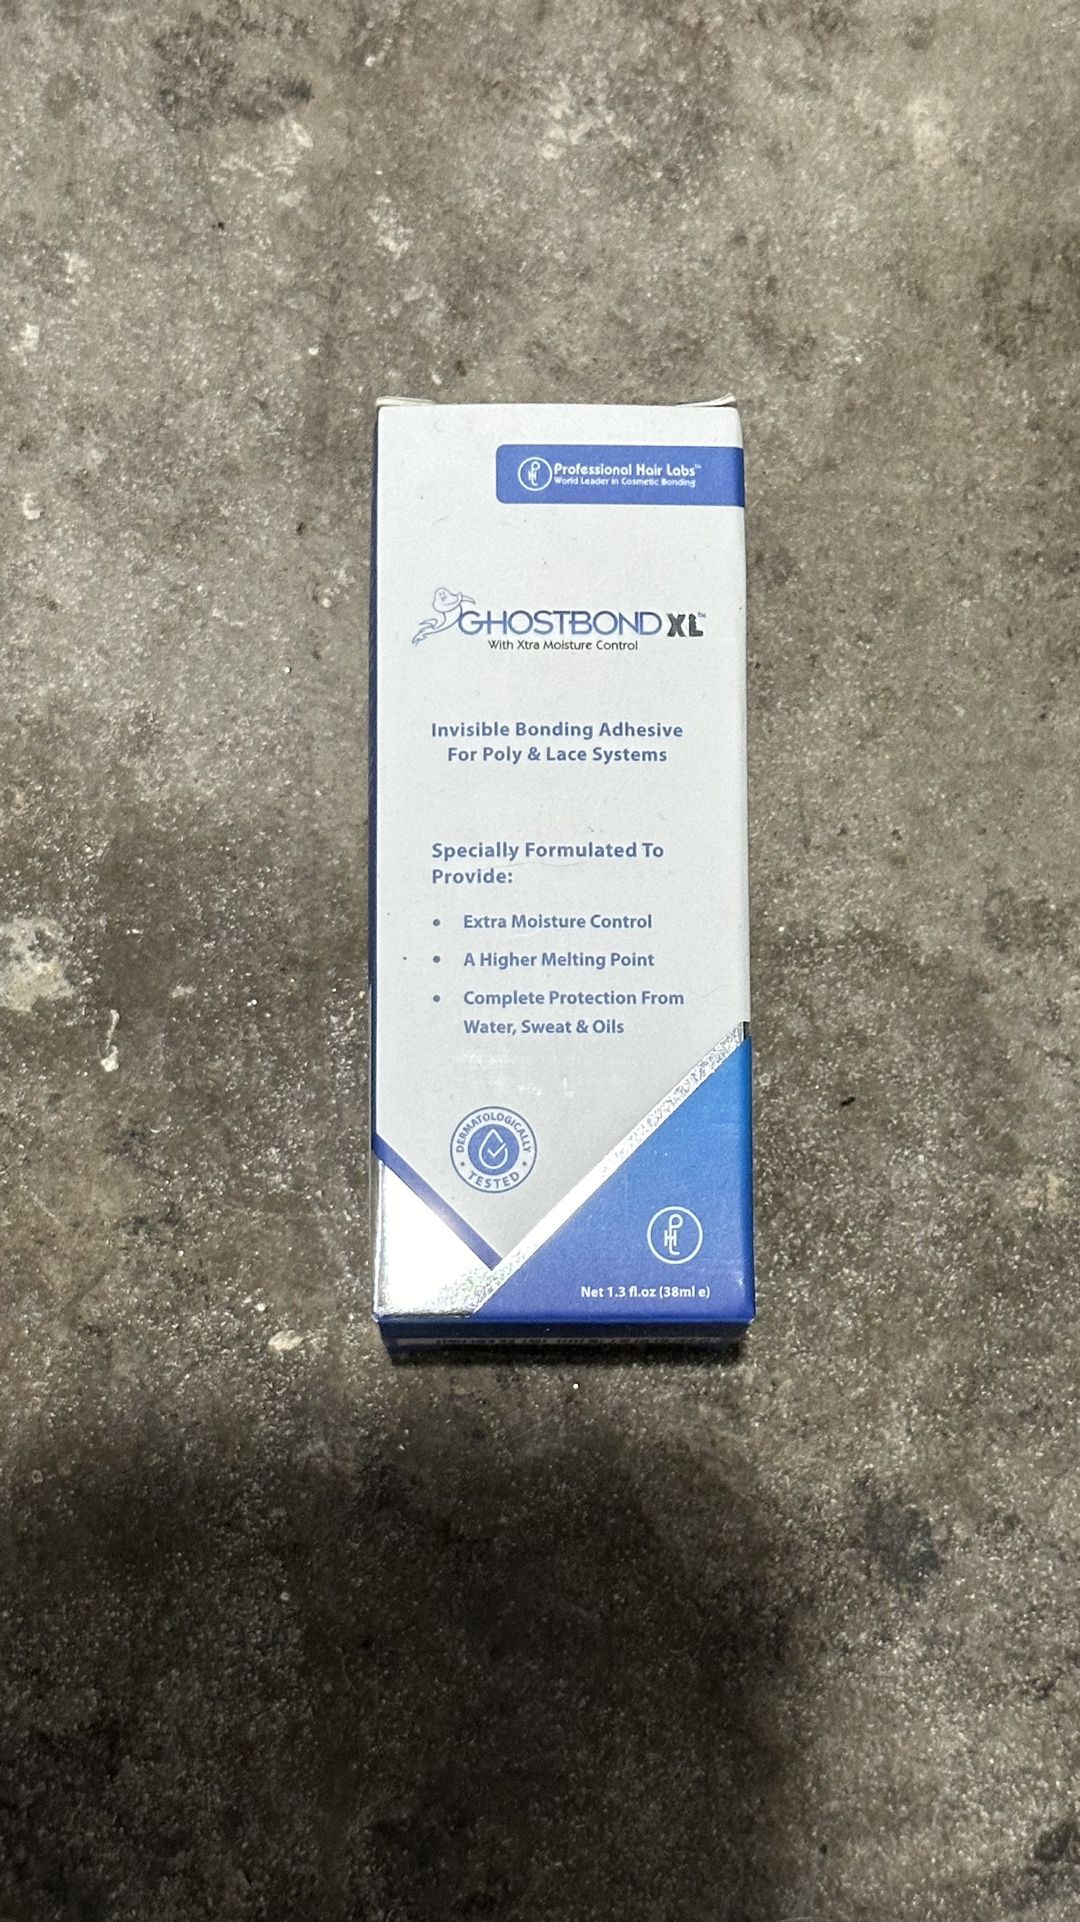 Professional Hair Labs™
World Leader in Cosmetic Bonding
GHOSTBOND XL™
With Xtra Moisture Control
Invisible Bonding Adhesive
For Poly & Lace Systems
Specially Formulated To
Provide:
• Extra Moisture Control
• A Higher Melting Point
• Complete Protection From
Water, Sweat & Oils
DERMATOLOGICALLY
• TESTED •
Net 1.3 fl.oz (38ml e)